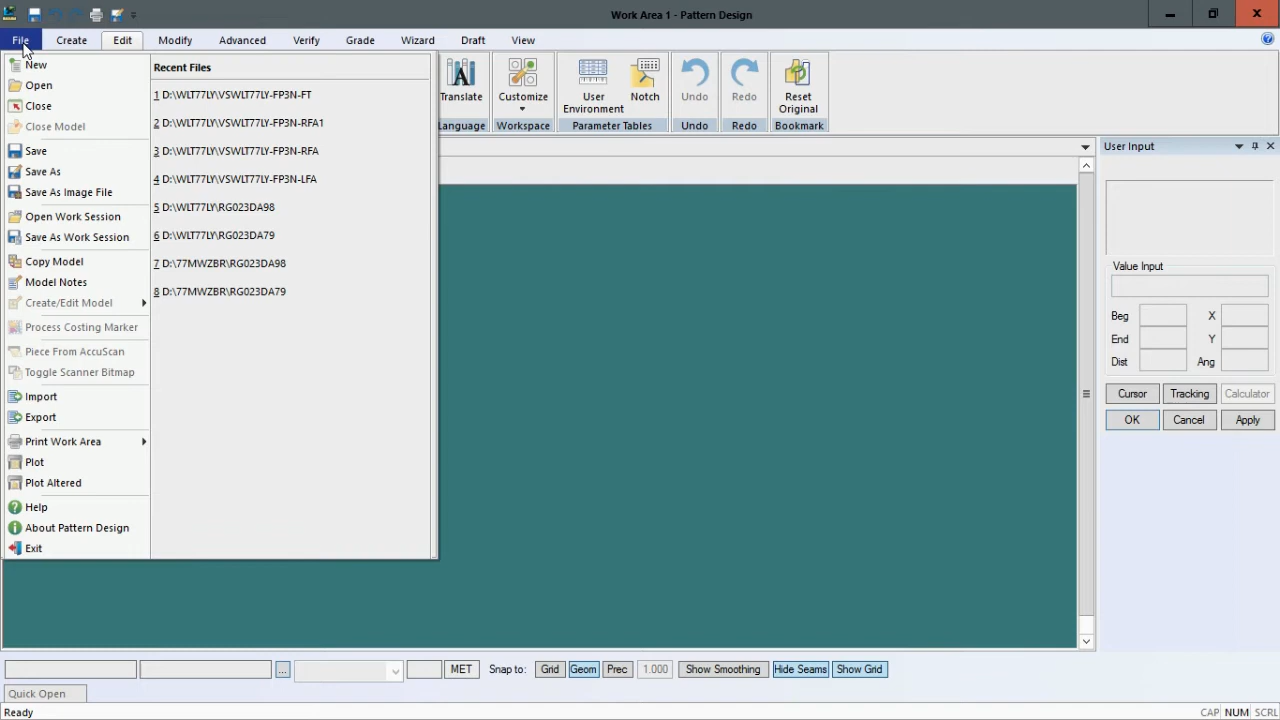 Work Area 1 - Pattern Design
File Create Edit Modify Advanced Verify Grade Wizard Draft View
New
Open
Close
Close Model
Save
Save As
Save As Image File
Open Work Session
Save As Work Session
Copy Model
Model Notes
Create/Edit Model
Process Costing Marker
Piece From AccuScan
Toggle Scanner Bitmap
Import
Export
Print Work Area
Plot
Plot Altered
Help
About Pattern Design
Exit
Recent Files
1 D:\WLT77LY\VSWLT77LY-FP3N-FT
2 D:\WLT77LY\VSWLT77LY-FP3N-RFA1
3 D:\WLT77LY\VSWLT77LY-FP3N-RFA
4 D:\WLT77LY\VSWLT77LY-FP3N-LFA
5 D:\WLT77LY\RG023DA98
6 D:\WLT77LY\RG023DA79
7 D:\77MWZBR\RG023DA98
8 D:\77MWZBR\RG023DA79
Translate
Language
Customize
Workspace
User
Environment
Notch
Parameter Tables
Undo
Undo
Redo
Redo
Reset
Original
Bookmark
User Input
Value Input
Beg X
End Y
Dist Ang
Cursor Tracking Calculator
OK Cancel Apply
... MET Snap to: Grid Geom Prec 1.000 Show Smoothing Hide Seams Show Grid
Quick Open
Ready CAP NUM SCRL